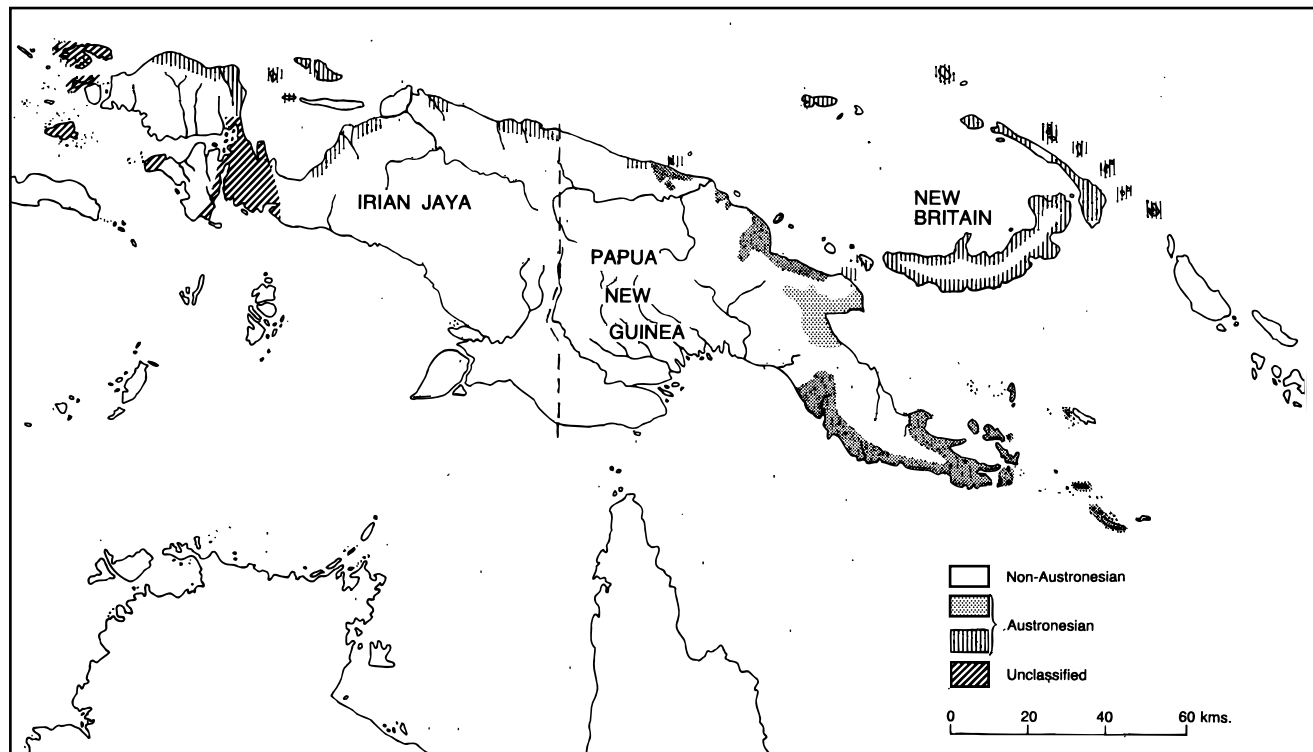 IRIAN JAYA
NEW
BRITAIN
PAPUA
NEW
GUINEA
Non-Austronesian
Austronesian
Unclassified
0 20 40 60 kms.